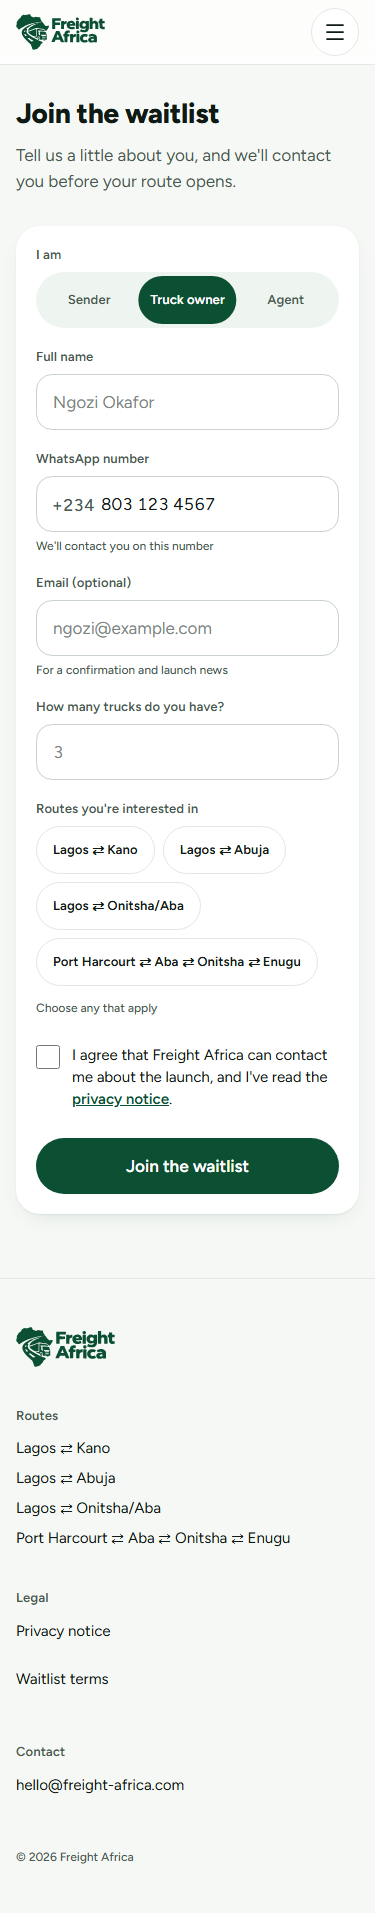 Freight
Africa
Join the waitlist
Tell us a little about you, and we'll contact
you before your route opens.
I am
Sender
Truck owner
Agent
Full name
Ngozi Okafor
WhatsApp number
+234 803 123 4567
We'll contact you on this number
Email (optional)
ngozi@example.com
For a confirmation and launch news
How many trucks do you have?
3
Routes you're interested in
Lagos ⇄ Kano
Lagos ⇄ Abuja
Lagos ⇄ Onitsha/Aba
Port Harcourt ⇄ Aba ⇄ Onitsha ⇄ Enugu
Choose any that apply
I agree that Freight Africa can contact
me about the launch, and I've read the
privacy notice.
Join the waitlist
Freight
Africa
Routes
Lagos ⇄ Kano
Lagos ⇄ Abuja
Lagos ⇄ Onitsha/Aba
Port Harcourt ⇄ Aba ⇄ Onitsha ⇄ Enugu
Legal
Privacy notice
Waitlist terms
Contact
hello@freight-africa.com
© 2026 Freight Africa